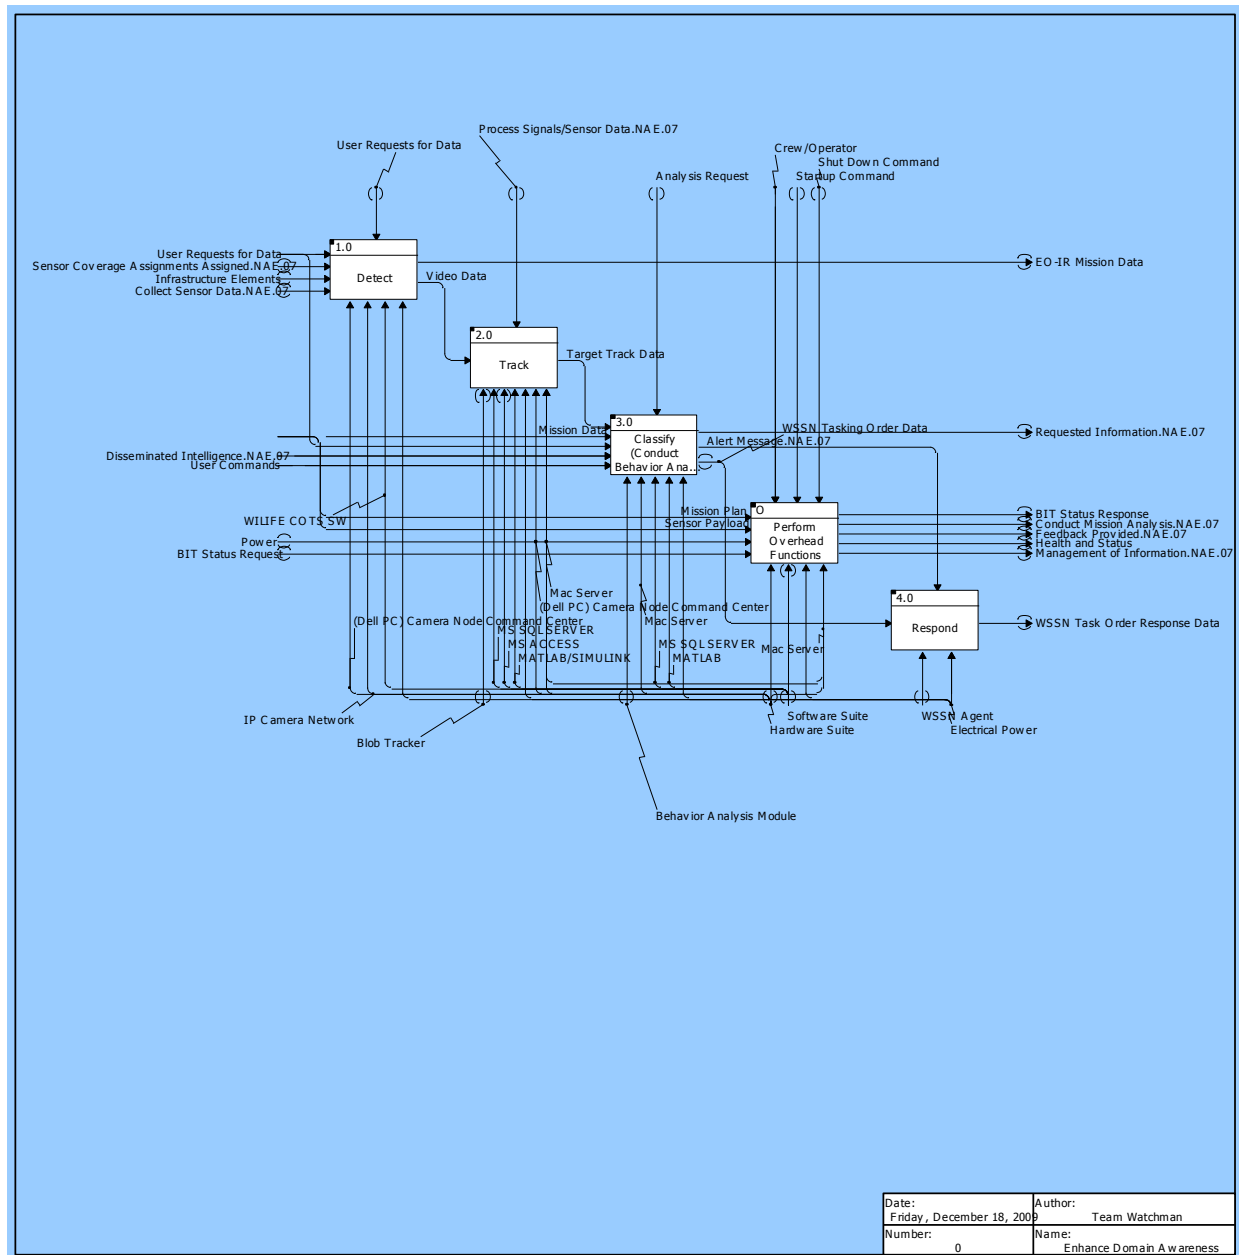 Process Signals/Sensor Data.NAE.07
User Requests for Data
Crew/Operator
Shut Down Command
Analysis Request
Startup Command
1.0
Detect
User Requests for Data
Sensor Coverage Assignments Assigned.NAE.07
Infrastructure Elements
Collect Sensor Data.NAE.07
EO-IR Mission Data
Video Data
2.0
Track
Target Track Data
3.0
Classify
(Conduct
Behavior Ana...
Mission Data
WSSN Tasking Order Data
Alert Message.NAE.07
Requested Information.NAE.07
Disseminated Intelligence.NAE.07
User Commands
O
Perform
Overhead
Functions
Mission Plan
Sensor Payload
WILIFE COTS SW
Power
BIT Status Request
BIT Status Response
Conduct Mission Analysis.NAE.07
Feedback Provided.NAE.07
Health and Status
Management of Information.NAE.07
Mac Server
(Dell PC) Camera Node Command Center
4.0
Respond
(Dell PC) Camera Node Command Center
Mac Server
WSSN Task Order Response Data
MS SQL SERVER
MS ACCESS
MATLAB/SIMULINK
MS SQL SERVER
MATLAB
Mac Server
IP Camera Network
Blob Tracker
Software Suite
Hardware Suite
WSSN Agent
Electrical Power
Behavior Analysis Module
Date:
Friday, December 18, 2009
Author:
Team Watchman
Number:
0
Name:
Enhance Domain Awareness